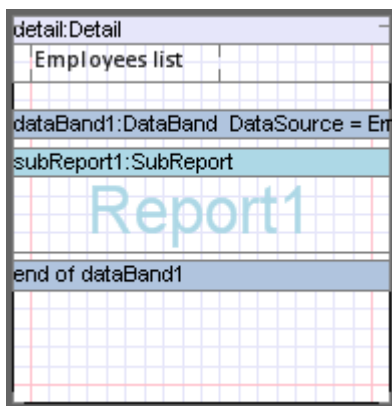 detail:Detail
Employees list
dataBand1:DataBand DataSource = Em
subReport1:SubReport
Report1
end of dataBand1